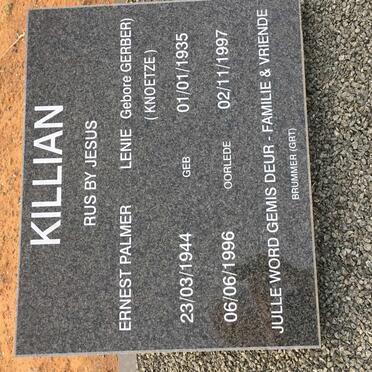 KILLIAN
RUS BY JESUS
ERNEST PALMER LENIE (Gebore GERBER)
(KNOETZE)
23/03/1944 GEB 01/01/1935
06/06/1996 OORLEDE 02/11/1997
JULLE WORD GEMIS DEUR - FAMILIE & VRIENDE
BRUMMER (GRT)